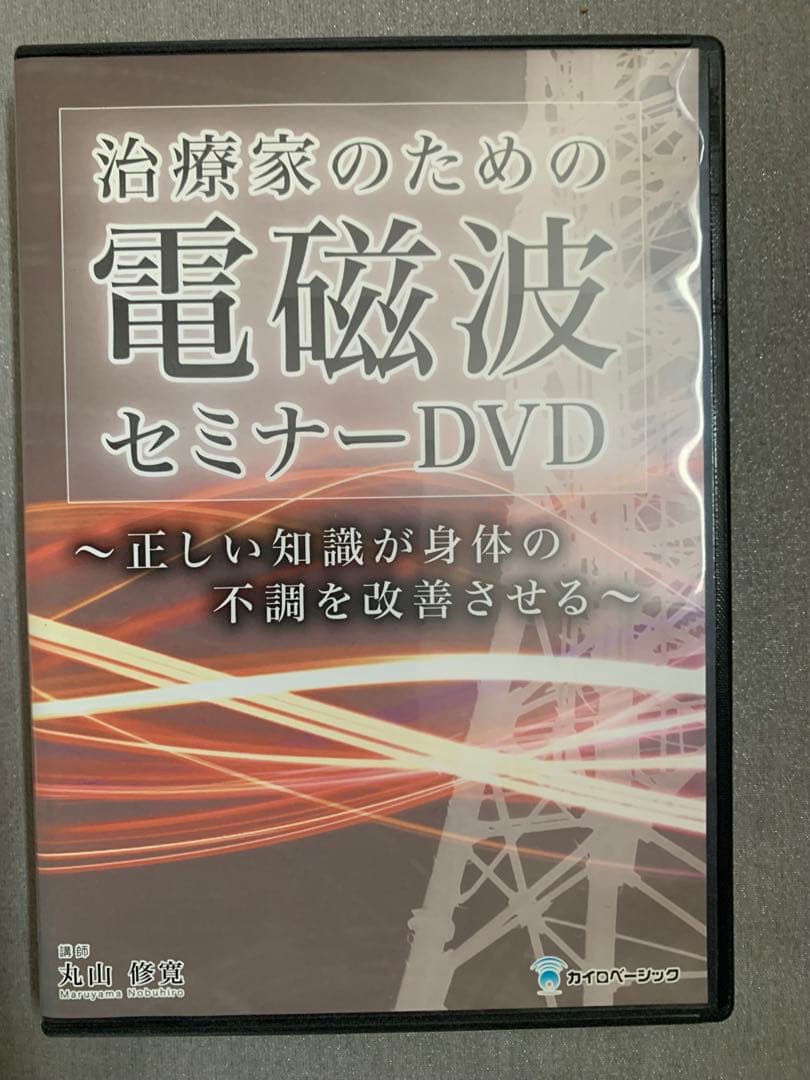 治療家のための
電磁波
セミナーDVD
～正しい知識が身体の
不調を改善させる～
講師
丸山 修寛
Maruyama Nobuhiro
カイロベーシック